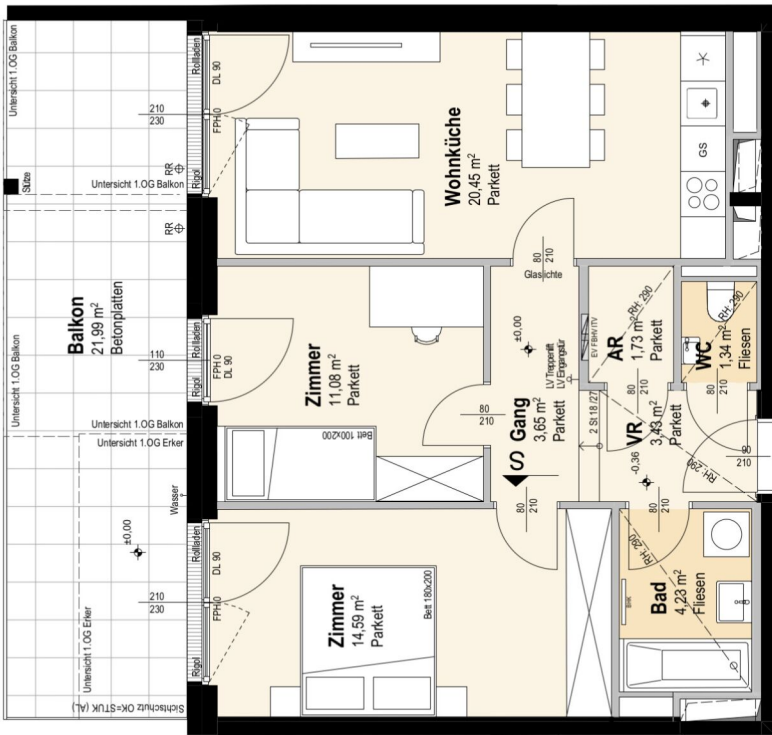 Untersicht 1.OG Balkon
Stütze
RR
Untersicht 1.OG Balkon
RR
Balkon
21,99 m²
Betonplatten
Untersicht 1.OG Balkon
Untersicht 1.OG Balkon
Untersicht 1.OG Erker
Wasser
±0,00
Untersicht 1.OG Erker
Sichtschutz OK=STUK (AL)
Rollladen
DL 90
210
230
FPH 0
Rigol
Rollladen
DL 90
110
230
FPH 0
Rigol
Rollladen
DL 90
210
230
FPH 0
Rigol
Wohnküche
20,45 m²
Parkett
GS
80
210
Glaslichte
Zimmer
11,08 m²
Parkett
Bett 100x200
80
210
Gang
3,65 m²
Parkett
±0,00
LV Treppenlift
LV Eingangstür
S
EV FBH/ITV
AR
1,73 m²
Parkett
RH: 290
WC
1,34 m²
Fliesen
RH: 290
80
210
80
210
2 St 18 /27
VR
3,43 m²
Parkett
-0,36
RH: 290
90
210
80
210
80
210
Zimmer
14,59 m²
Parkett
Bett 180x200
Bad
4,23 m²
Fliesen
RH: 290